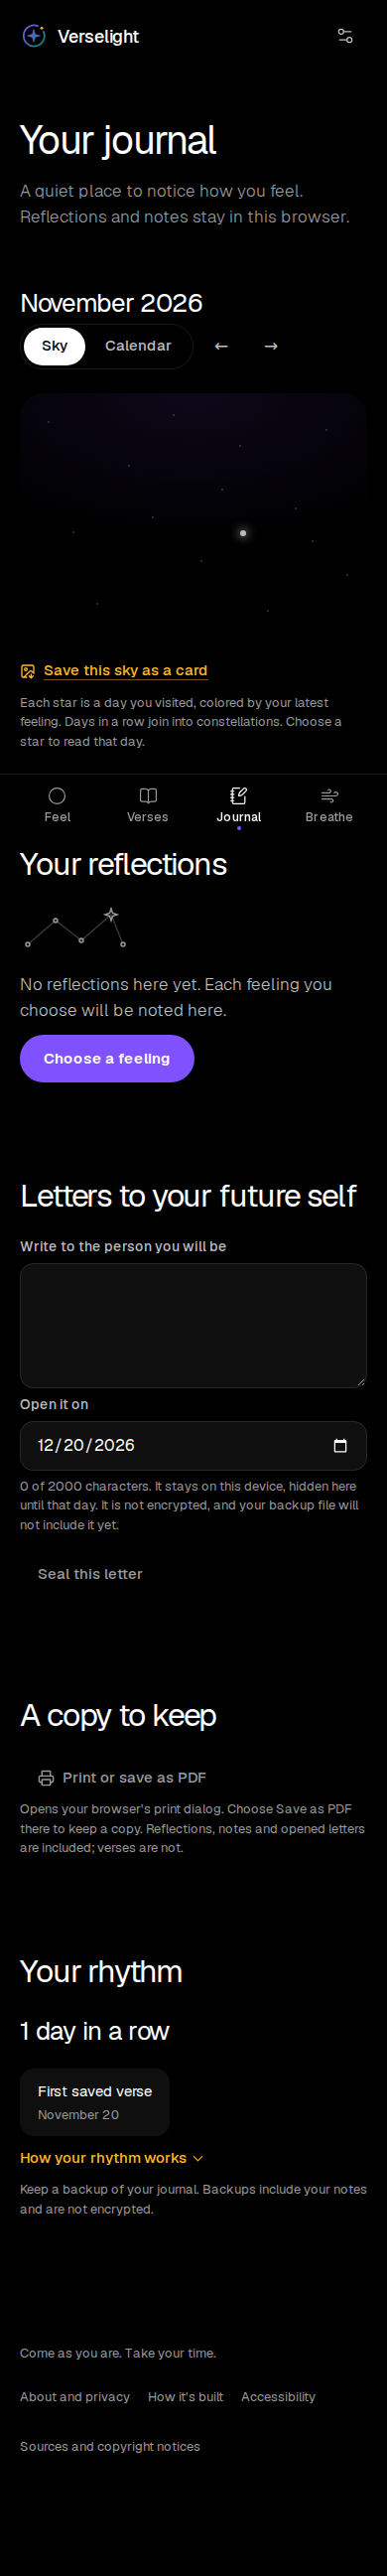 Verselight
Your journal
A quiet place to notice how you feel.
Reflections and notes stay in this browser.
November 2026
Sky
Calendar
← →
Save this sky as a card
Each star is a day you visited, colored by your latest
feeling. Days in a row join into constellations. Choose a
star to read that day.
Feel
Verses
Journal
Breathe
Your reflections
No reflections here yet. Each feeling you
choose will be noted here.
Choose a feeling
Letters to your future self
Write to the person you will be
Open it on
12/20/2026
0 of 2000 characters. It stays on this device, hidden here
until that day. It is not encrypted, and your backup file will
not include it yet.
Seal this letter
A copy to keep
Print or save as PDF
Opens your browser's print dialog. Choose Save as PDF
there to keep a copy. Reflections, notes and opened letters
are included; verses are not.
Your rhythm
1 day in a row
First saved verse
November 20
How your rhythm works
Keep a backup of your journal. Backups include your notes
and are not encrypted.
Come as you are. Take your time.
About and privacy
How it's built
Accessibility
Sources and copyright notices